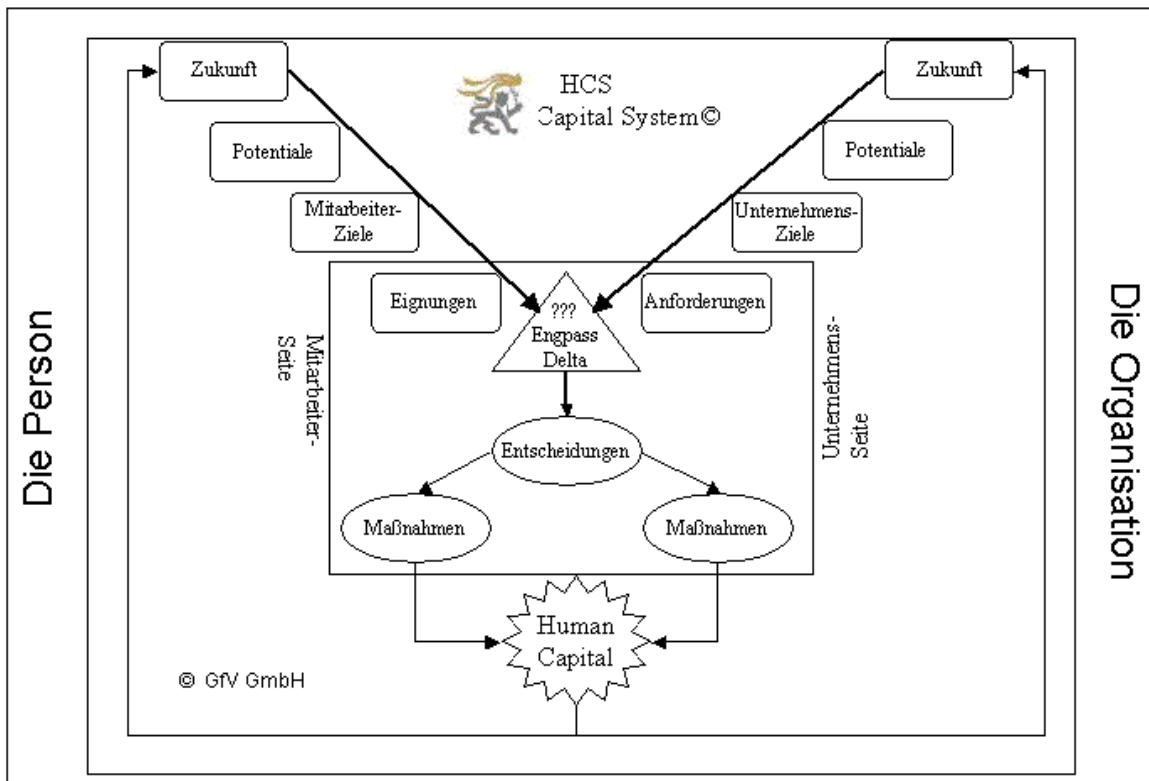 Zukunft
HCS
Capital System©
Zukunft
Potentiale
Potentiale
Mitarbeiter-
Ziele
Unternehmens-
Ziele
Eignungen
???
Engpass
Delta
Anforderungen
Die Person
Mitarbeiter-
Seite
Unternehmens-
Seite
Die Organisation
Entscheidungen
Maßnahmen
Maßnahmen
Human
Capital
© GfV GmbH